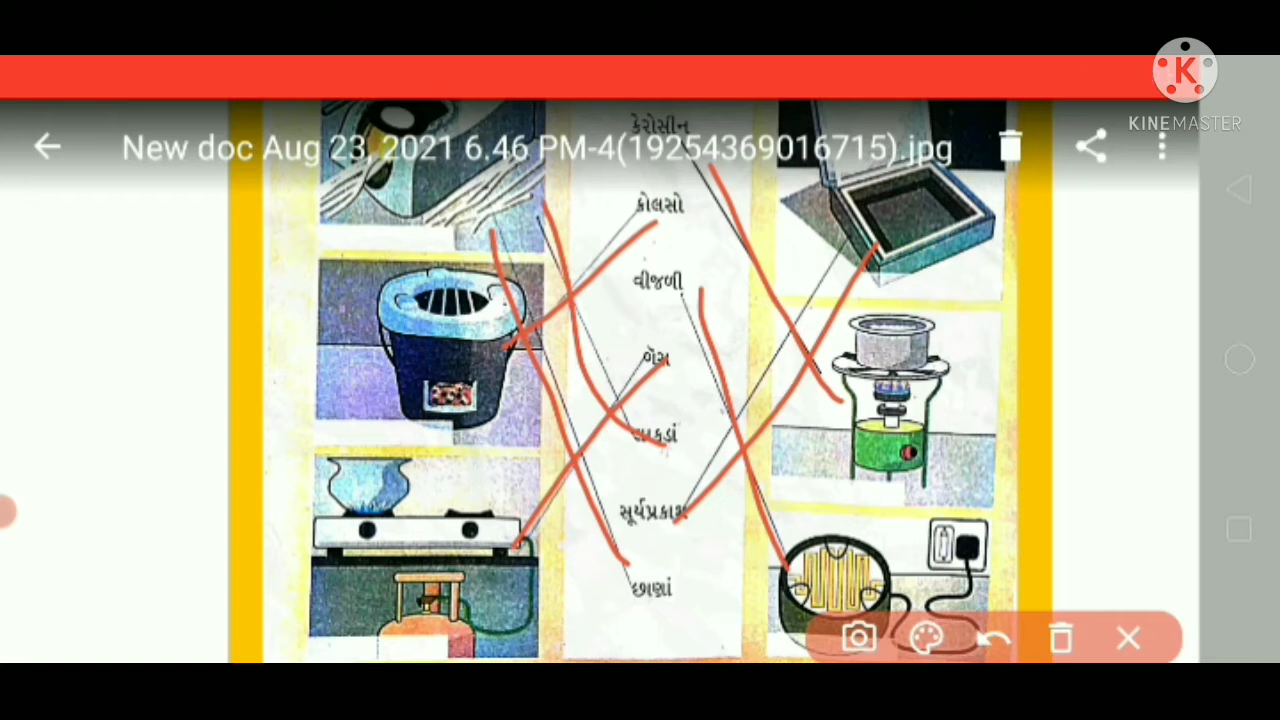 New doc Aug 23, 2021 6.46 PM-4(19254369016715).jpg
KINEMASTER
કેરોસીન
કોલસો
વીજળી
ગૅસ
સૂર્યપ્રકાશ
છાણાં